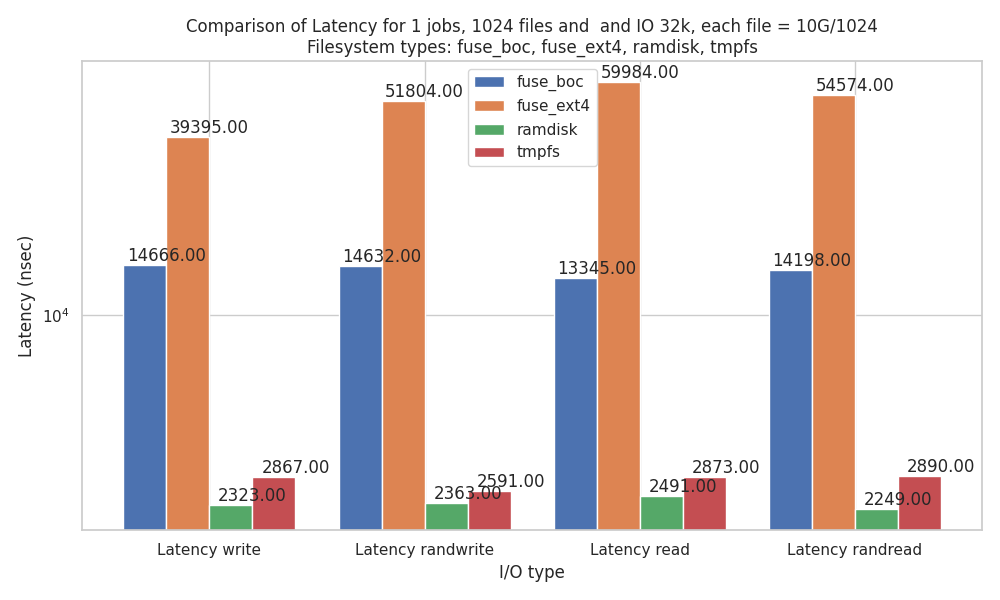 Comparison of Latency for 1 jobs, 1024 files and  and IO 32k, each file = 10G/1024
Filesystem types: fuse_boc, fuse_ext4, ramdisk, tmpfs
fuse_boc
fuse_ext4
ramdisk
tmpfs
39395.00
51804.00
59984.00
54574.00
14666.00
14632.00
13345.00
14198.00
Latency (nsec)
10^4
2323.00
2867.00
2363.00
2591.00
2491.00
2873.00
2249.00
2890.00
Latency write
Latency randwrite
Latency read
Latency randread
I/O type